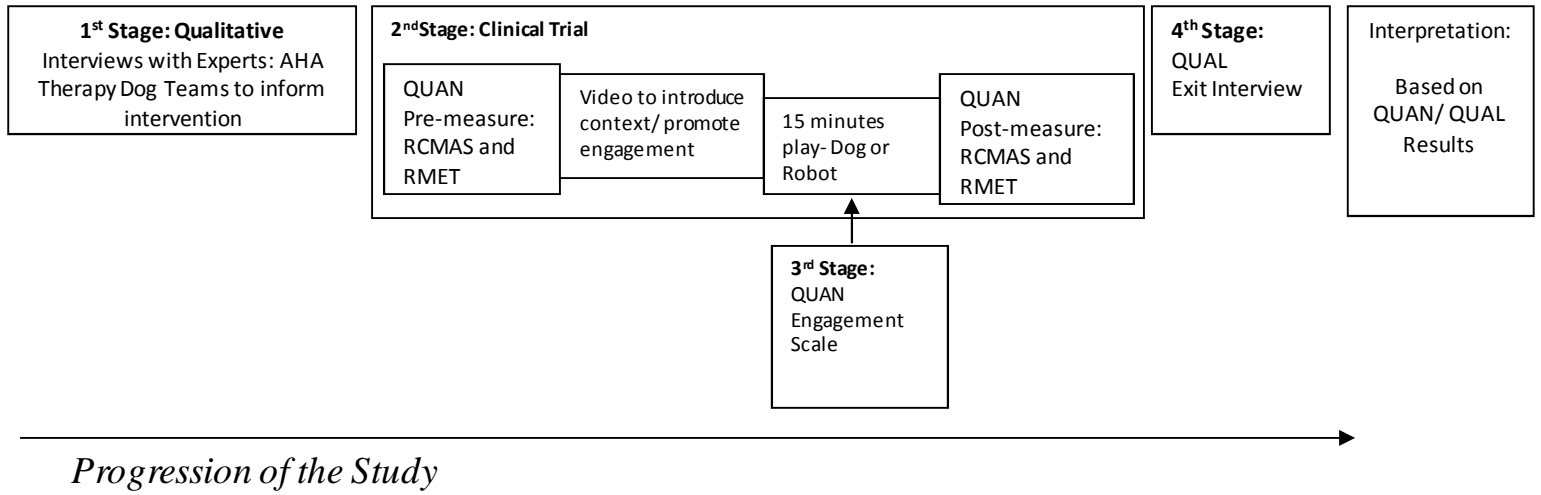 1st Stage: Qualitative
Interviews with Experts: AHA
Therapy Dog Teams to inform
intervention
2ndStage: Clinical Trial
QUAN
Pre-measure:
RCMAS and
RMET
Video to introduce
context/ promote
engagement
15 minutes
play- Dog or
Robot
QUAN
Post-measure:
RCMAS and
RMET
3rd Stage:
QUAN
Engagement
Scale
4th Stage:
QUAL
Exit Interview
Interpretation:
Based on
QUAN/ QUAL
Results
Progression of the Study